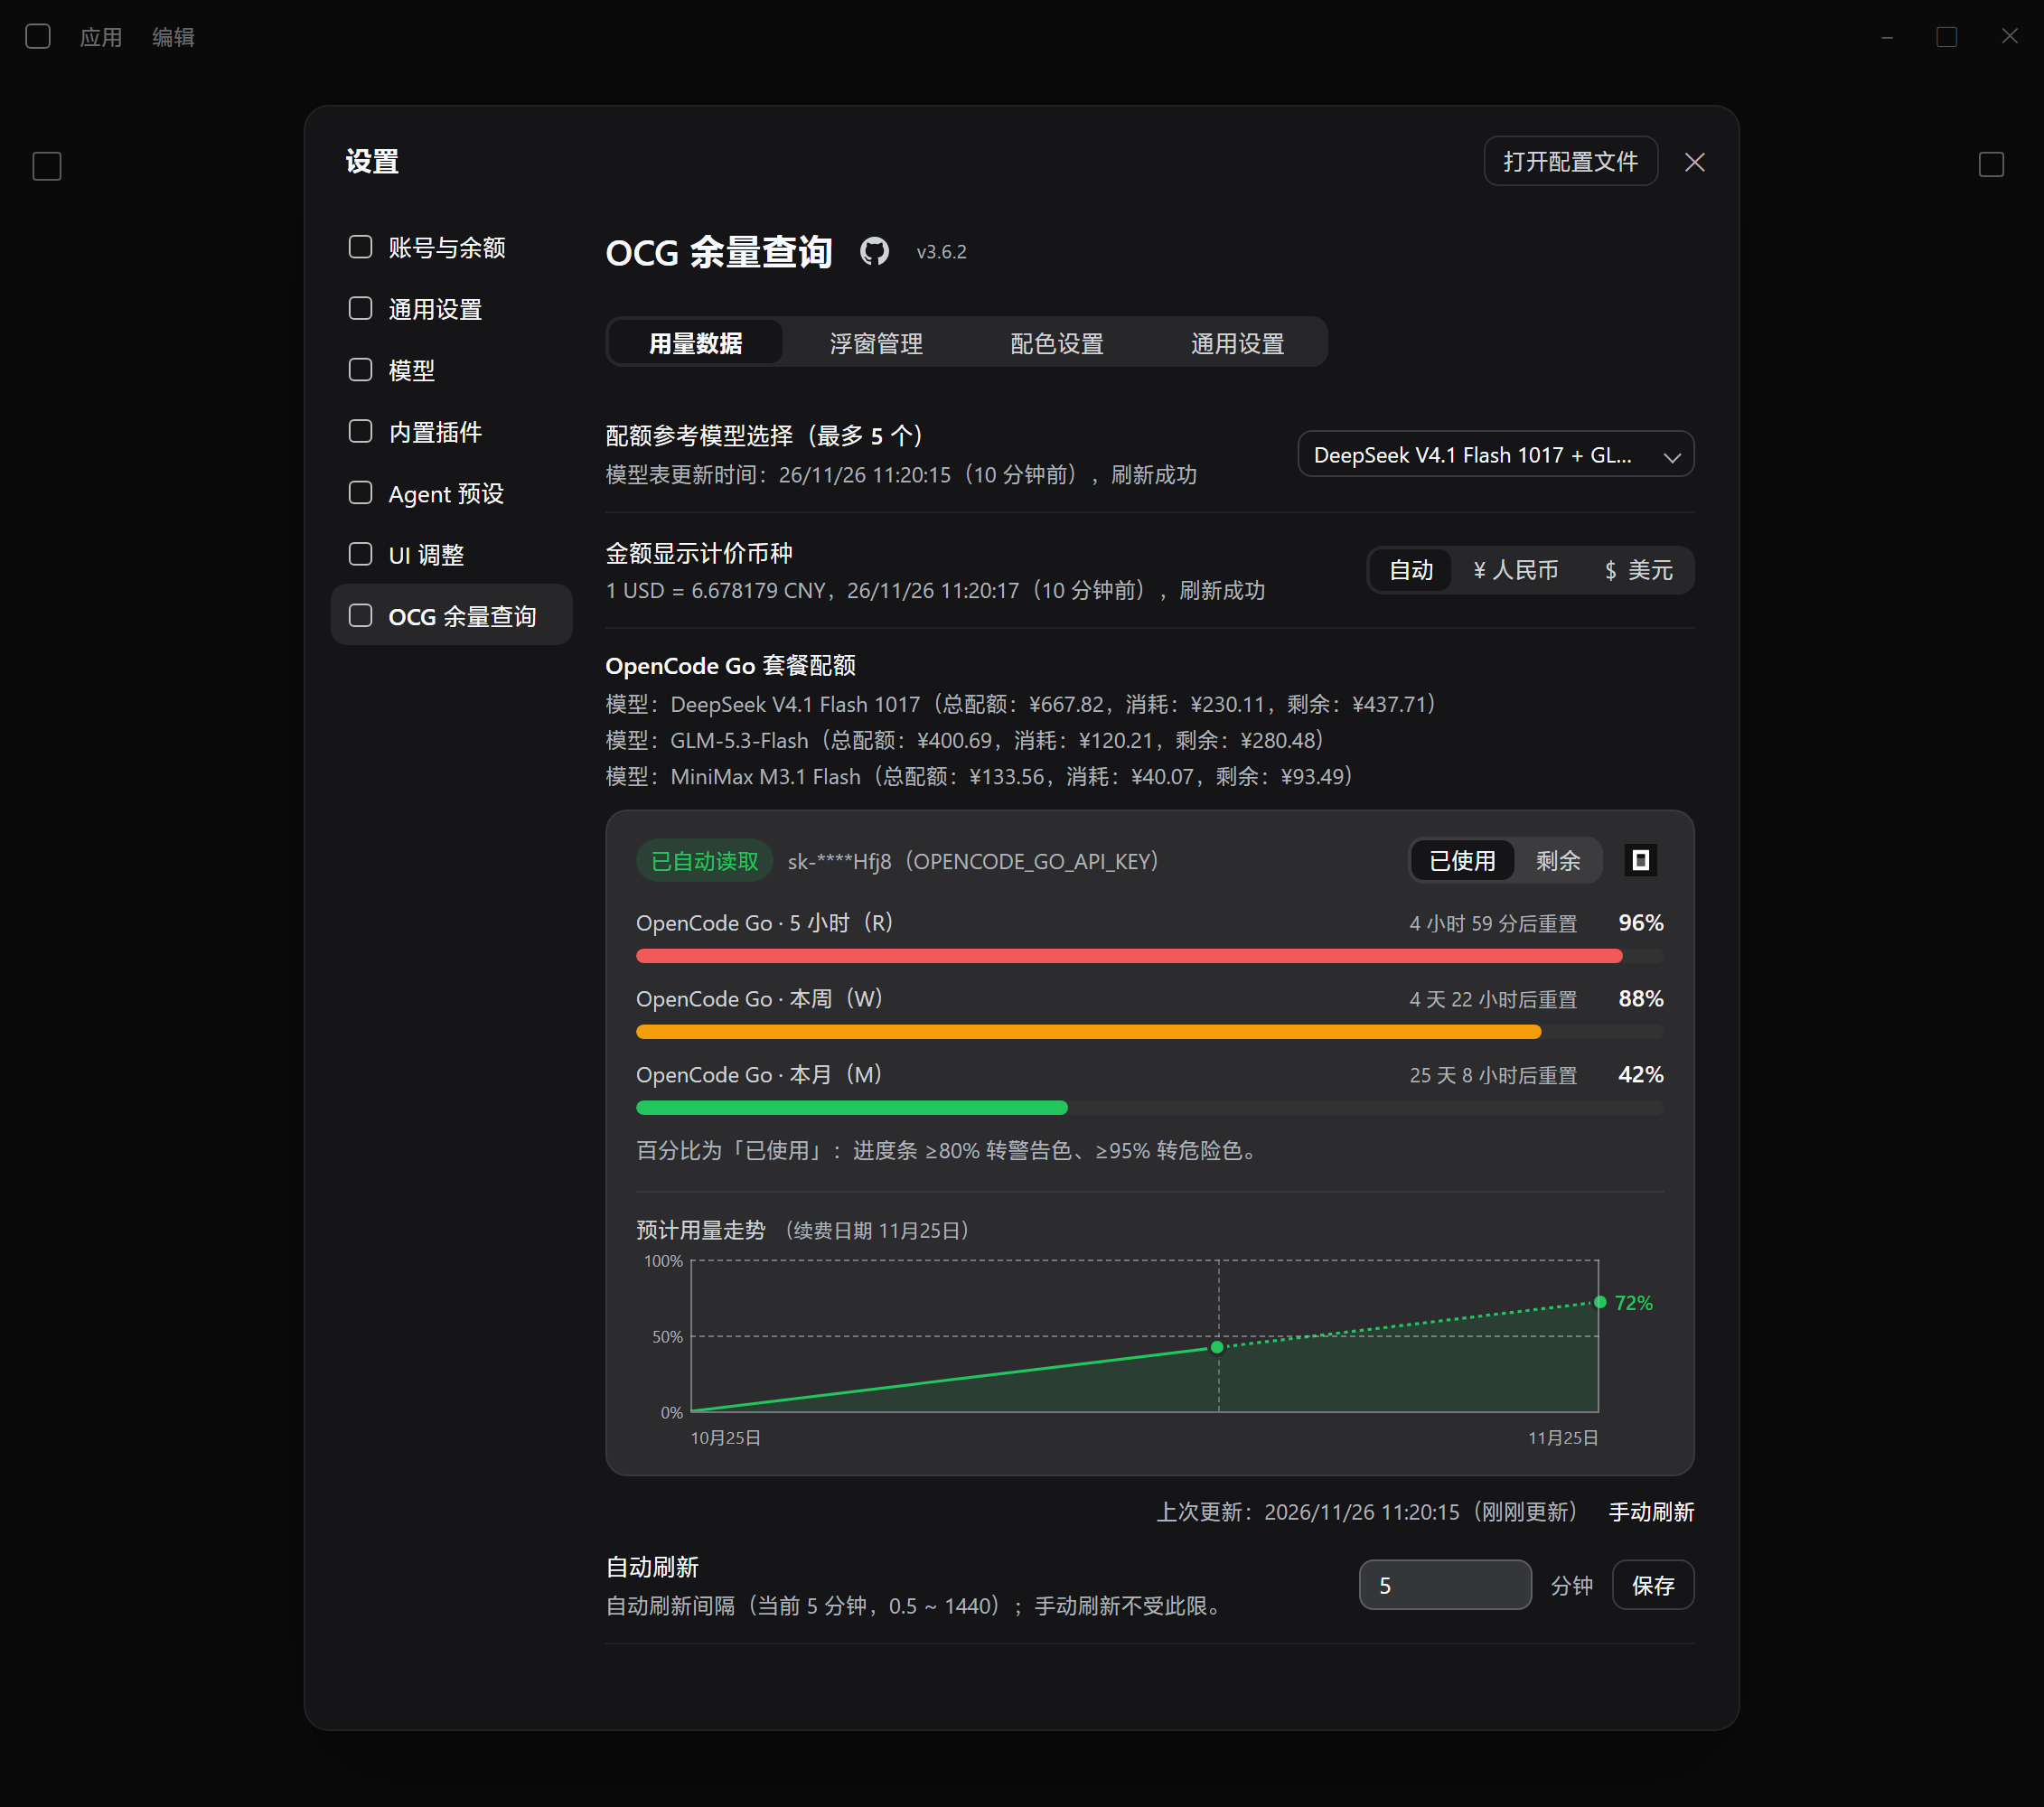 应用 编辑
设置
打开配置文件
账号与余额
通用设置
模型
内置插件
Agent 预设
UI 调整
OCG 余量查询
OCG 余量查询 v3.6.2
用量数据 浮窗管理 配色设置 通用设置
配额参考模型选择（最多 5 个）
模型表更新时间：26/11/26 11:20:15（10 分钟前），刷新成功
DeepSeek V4.1 Flash 1017 + GL...
金额显示计价币种
1 USD = 6.678179 CNY，26/11/26 11:20:17（10 分钟前），刷新成功
自动 ¥ 人民币 $ 美元
OpenCode Go 套餐配额
模型：DeepSeek V4.1 Flash 1017（总配额：¥667.82，消耗：¥230.11，剩余：¥437.71）
模型：GLM-5.3-Flash（总配额：¥400.69，消耗：¥120.21，剩余：¥280.48）
模型：MiniMax M3.1 Flash（总配额：¥133.56，消耗：¥40.07，剩余：¥93.49）
已自动读取 sk-****Hfj8（OPENCODE_GO_API_KEY） 已使用 剩余
OpenCode Go · 5 小时（R） 4 小时 59 分后重置 96%
OpenCode Go · 本周（W） 4 天 22 小时后重置 88%
OpenCode Go · 本月（M） 25 天 8 小时后重置 42%
百分比为「已使用」：进度条 ≥80% 转警告色、≥95% 转危险色。
预计用量走势 （续费日期 11月25日）
100%
72%
50%
0%
10月25日 11月25日
上次更新：2026/11/26 11:20:15（刚刚更新） 手动刷新
自动刷新
自动刷新间隔（当前 5 分钟，0.5 ~ 1440）；手动刷新不受此限。
5 分钟 保存